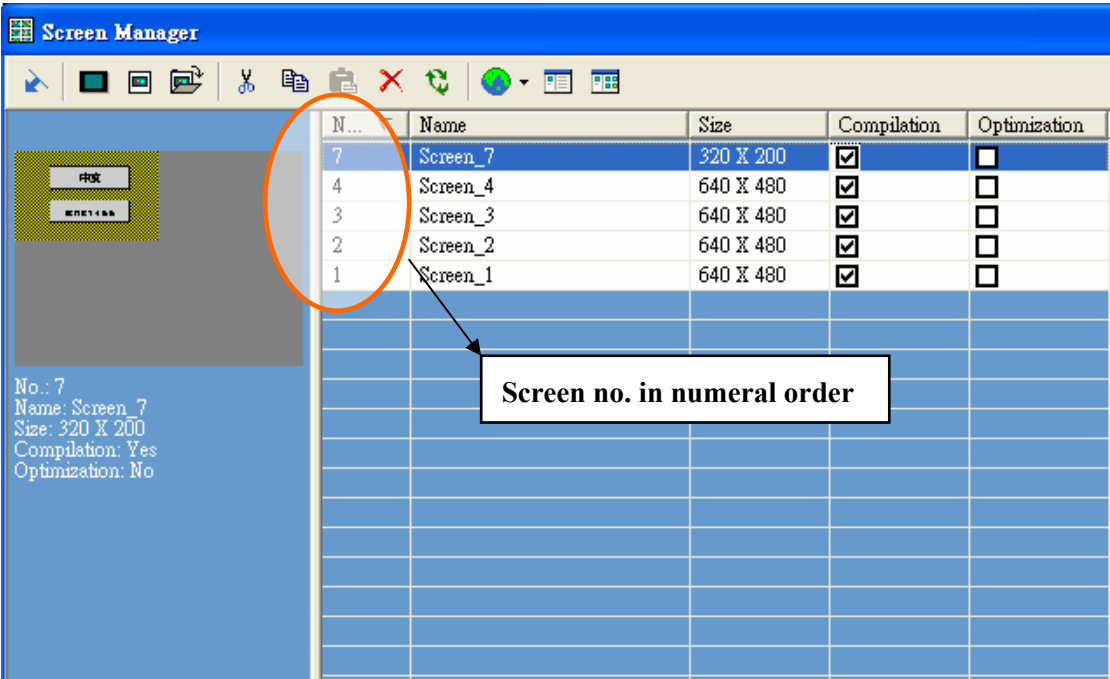 Screen Manager
N... Name Size Compilation Optimization
7 Screen_7 320 X 200
4 Screen_4 640 X 480
3 Screen_3 640 X 480
2 Screen_2 640 X 480
1 Screen_1 640 X 480
中文
Screen no. in numeral order
No.: 7
Name: Screen_7
Size: 320 X 200
Compilation: Yes
Optimization: No